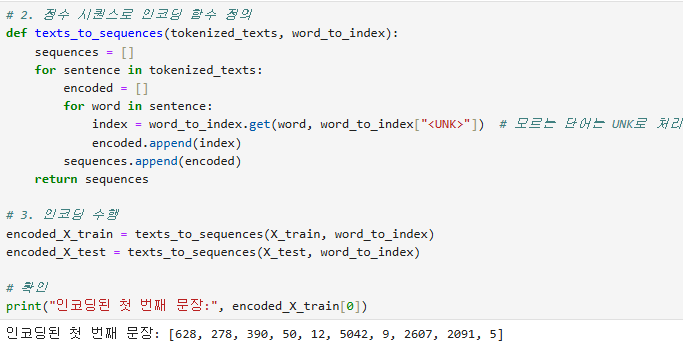 # 2. 정수 시퀀스로 인코딩 함수 정의
def texts_to_sequences(tokenized_texts, word_to_index):
    sequences = []
    for sentence in tokenized_texts:
        encoded = []
        for word in sentence:
            index = word_to_index.get(word, word_to_index["<UNK>"])  # 모르는 단어는 UNK로 처리
            encoded.append(index)
        sequences.append(encoded)
    return sequences
# 3. 인코딩 수행
encoded_X_train = texts_to_sequences(X_train, word_to_index)
encoded_X_test = texts_to_sequences(X_test, word_to_index)
# 확인
print("인코딩된 첫 번째 문장:", encoded_X_train[0])
인코딩된 첫 번째 문장: [628, 278, 390, 50, 12, 5042, 9, 2607, 2091, 5]